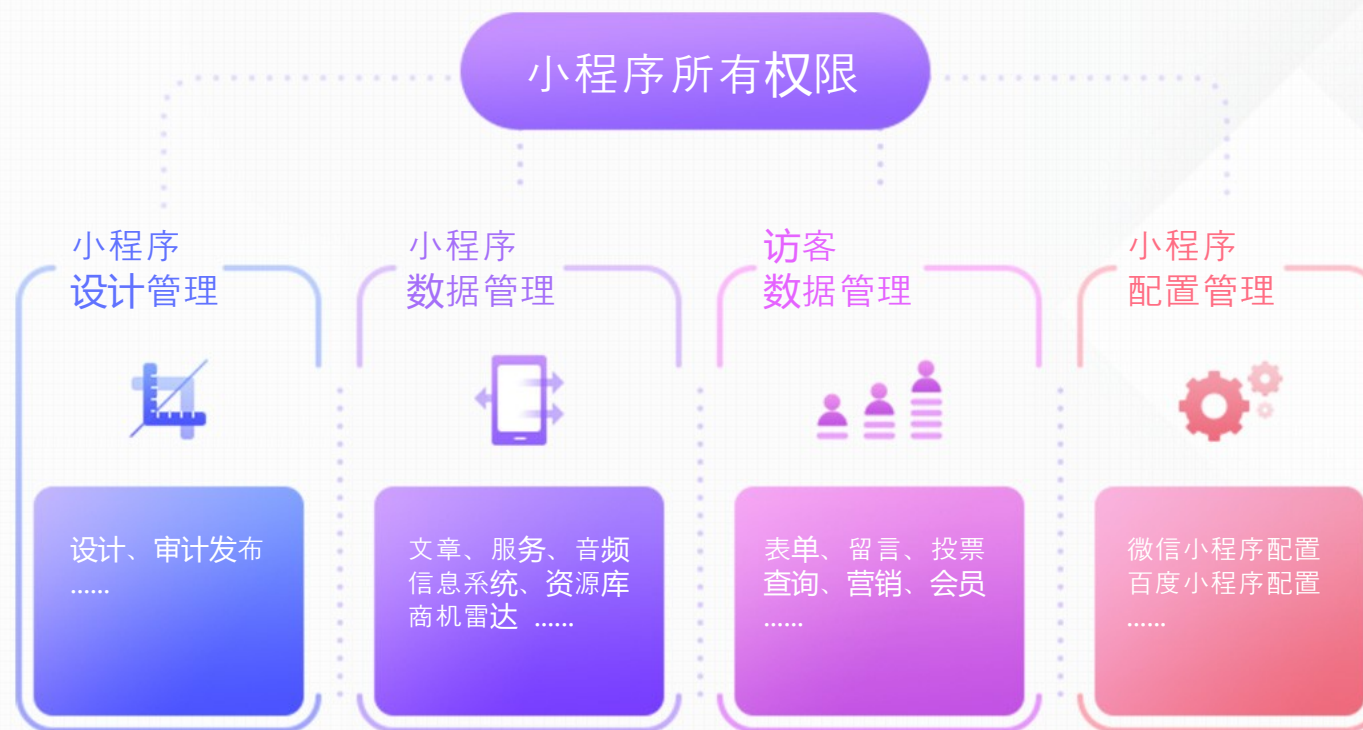 小程序所有权限
小程序
设计管理
设计、审计发布
......
小程序
数据管理
文章、服务、音频
信息系统、资源库
商机雷达 ......
访客
数据管理
表单、留言、投票
查询、营销、会员
......
小程序
配置管理
微信小程序配置
百度小程序配置
......